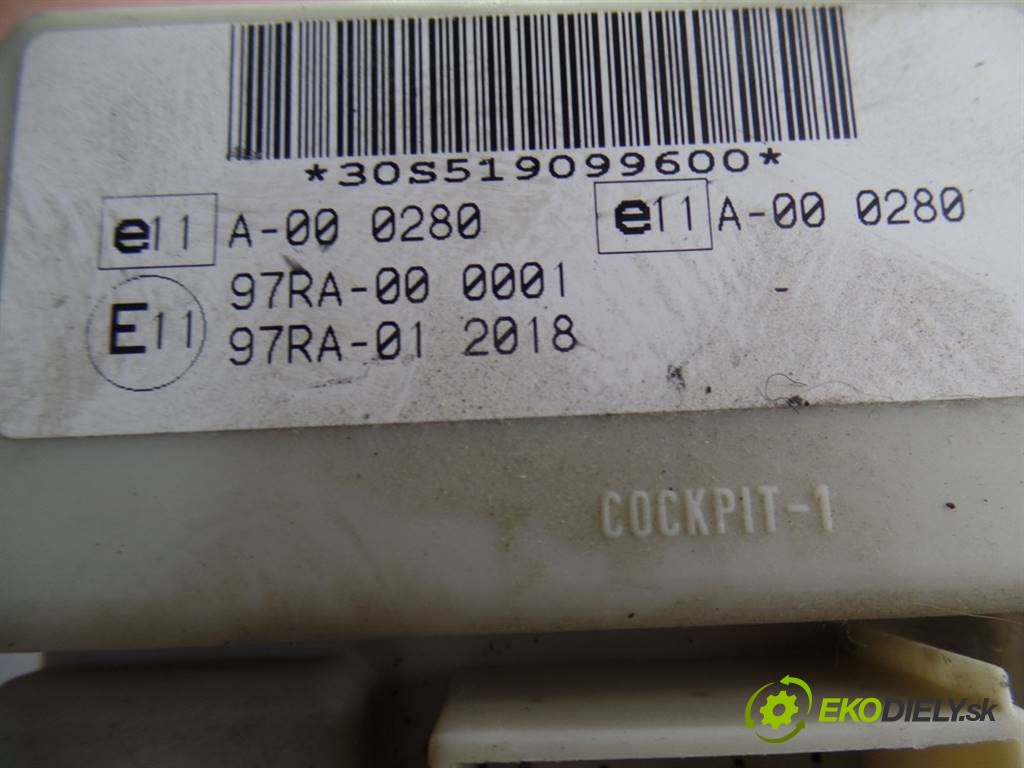 *30S519099600*
e11 A-00 0280 e11 A-00 0280
97RA-00 0001 -
E11 97RA-01 2018
COCKPIT-1
EKODIELY.sk